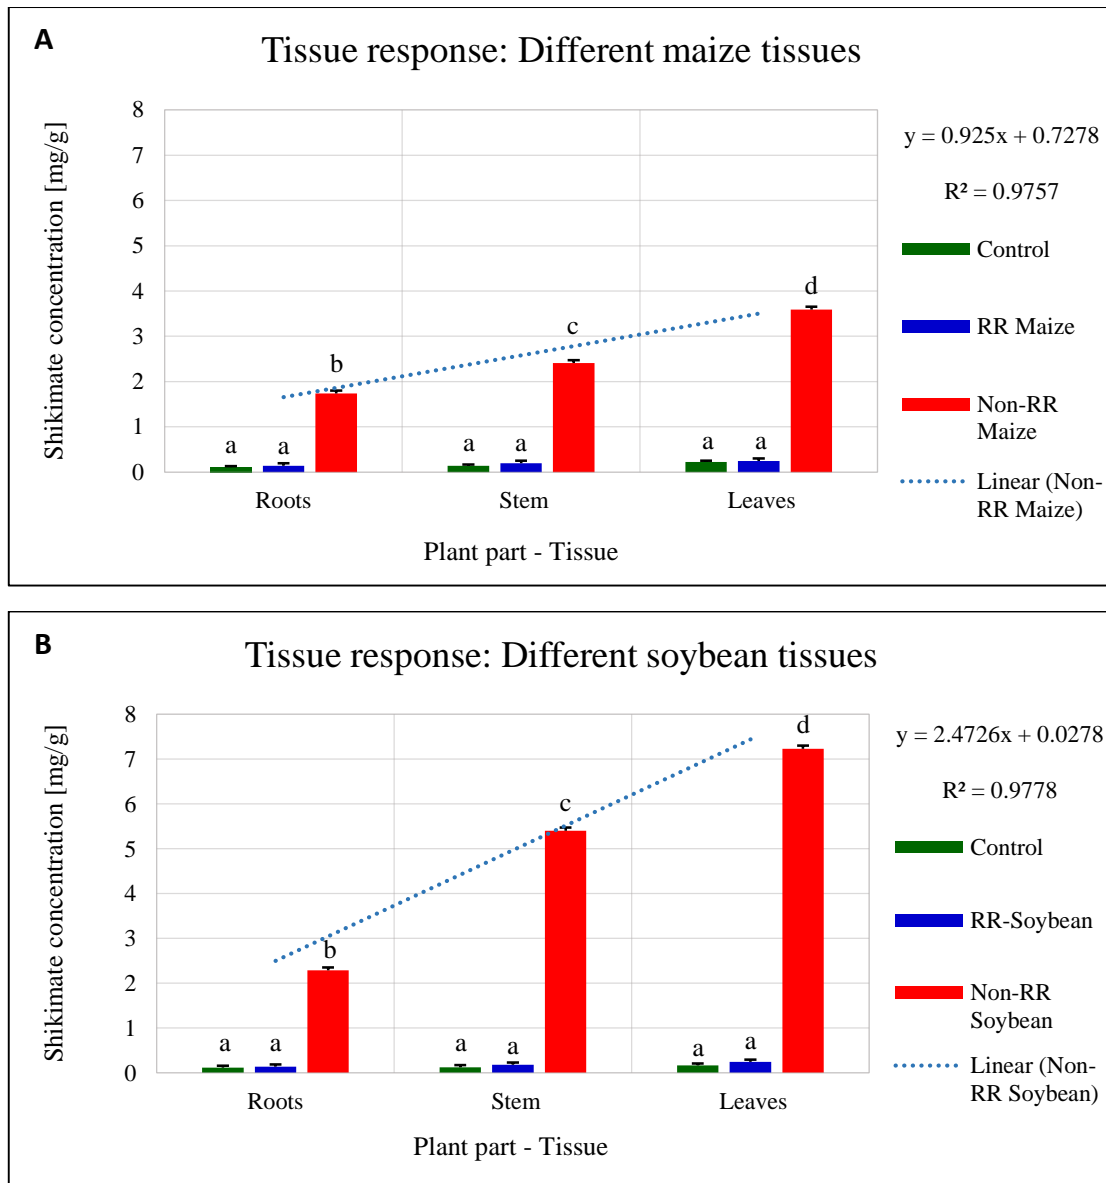 A
Tissue response: Different maize tissues
Shikimate concentration [mg/g]
8
7
6
5
4
3
2
1
0
a
a
b
a
a
c
a
a
d
Roots
Stem
Leaves
Plant part - Tissue
y = 0.925x + 0.7278
R² = 0.9757
Control
RR Maize
Non-RR
Maize
Linear (Non-
RR Maize)
B
Tissue response: Different soybean tissues
Shikimate concentration [mg/g]
8
7
6
5
4
3
2
1
0
a
a
b
a
a
c
a
a
d
Roots
Stem
Leaves
Plant part - Tissue
y = 2.4726x + 0.0278
R² = 0.9778
Control
RR-Soybean
Non-RR
Soybean
Linear (Non-
RR Soybean)